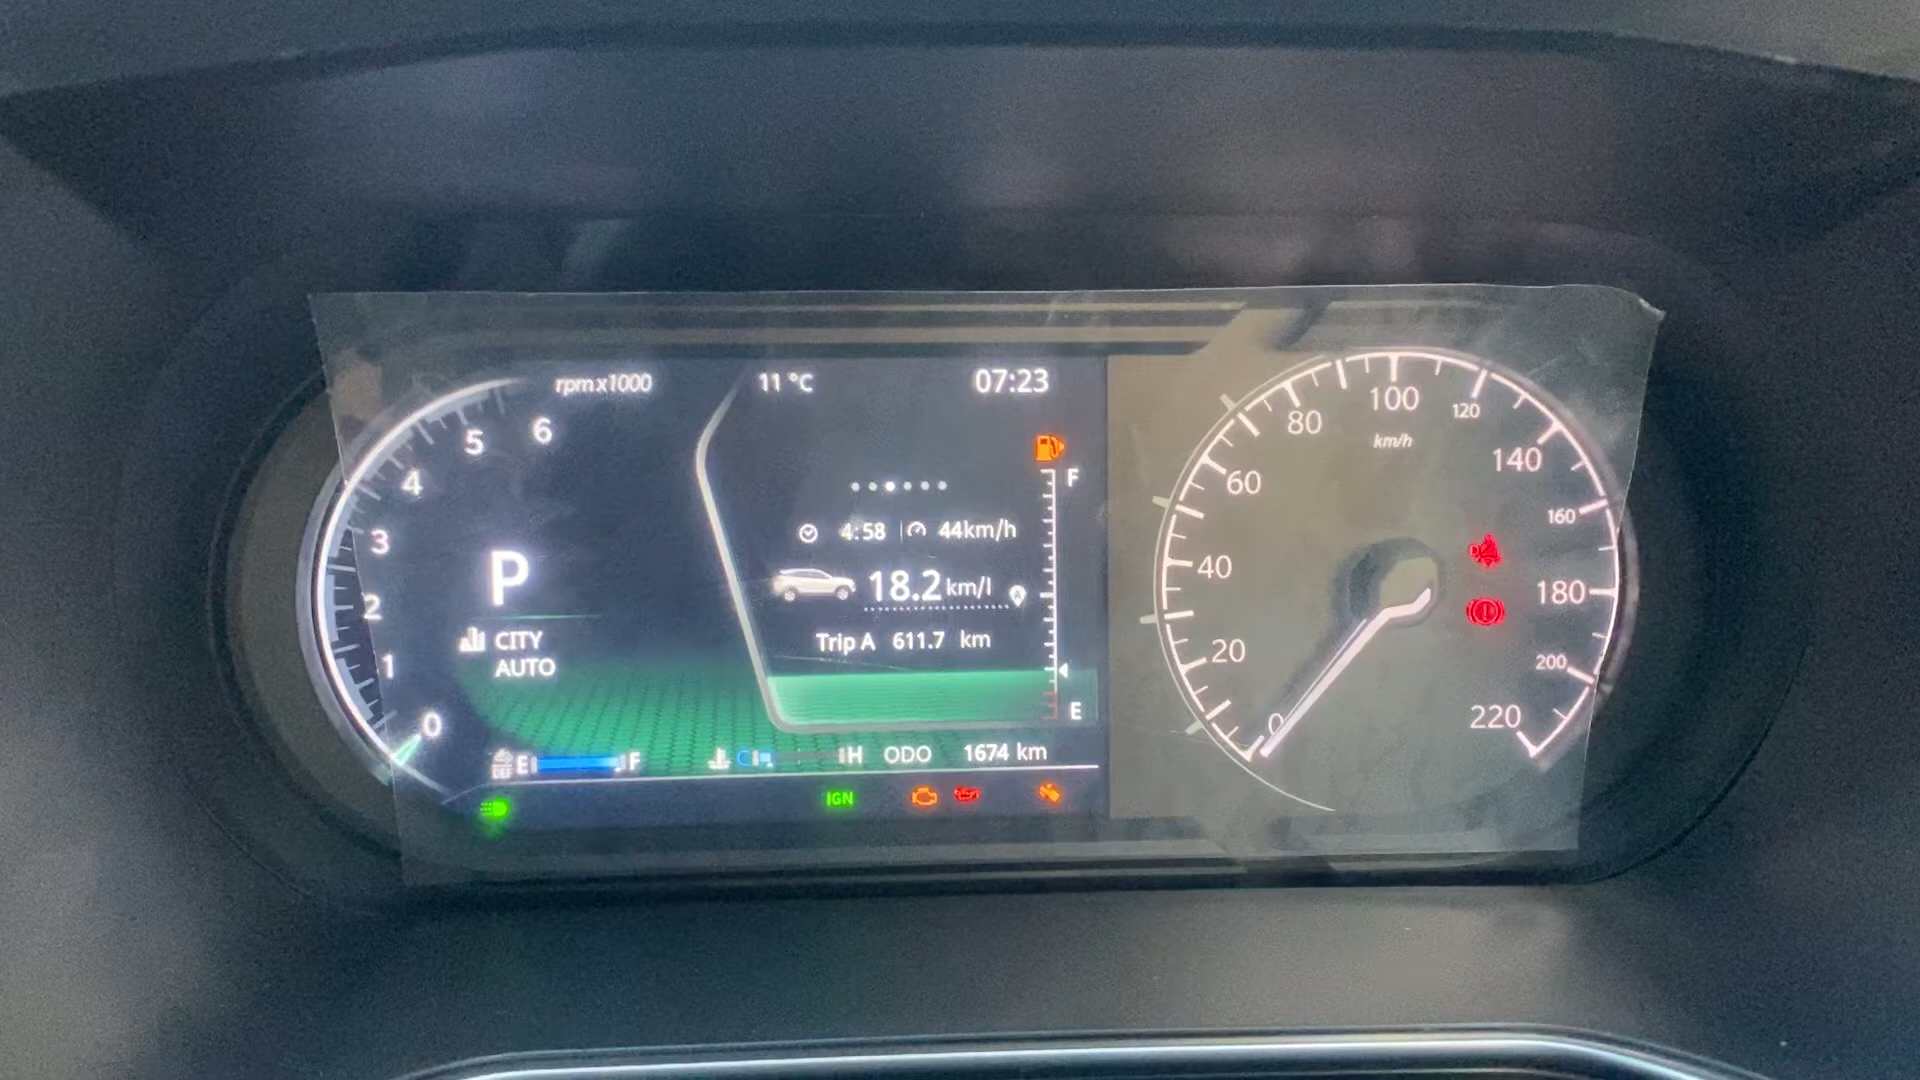 rpm x1000
11 °C
07:23
6
5
4
3
2
1
0
P
CITY
AUTO
4:58
44km/h
18.2 km/l
A
Trip A 611.7 km
F
E
DEF E F
H
ODO 1674 km
IGN
km/h
0
20
40
60
80
100
120
140
160
180
200
220